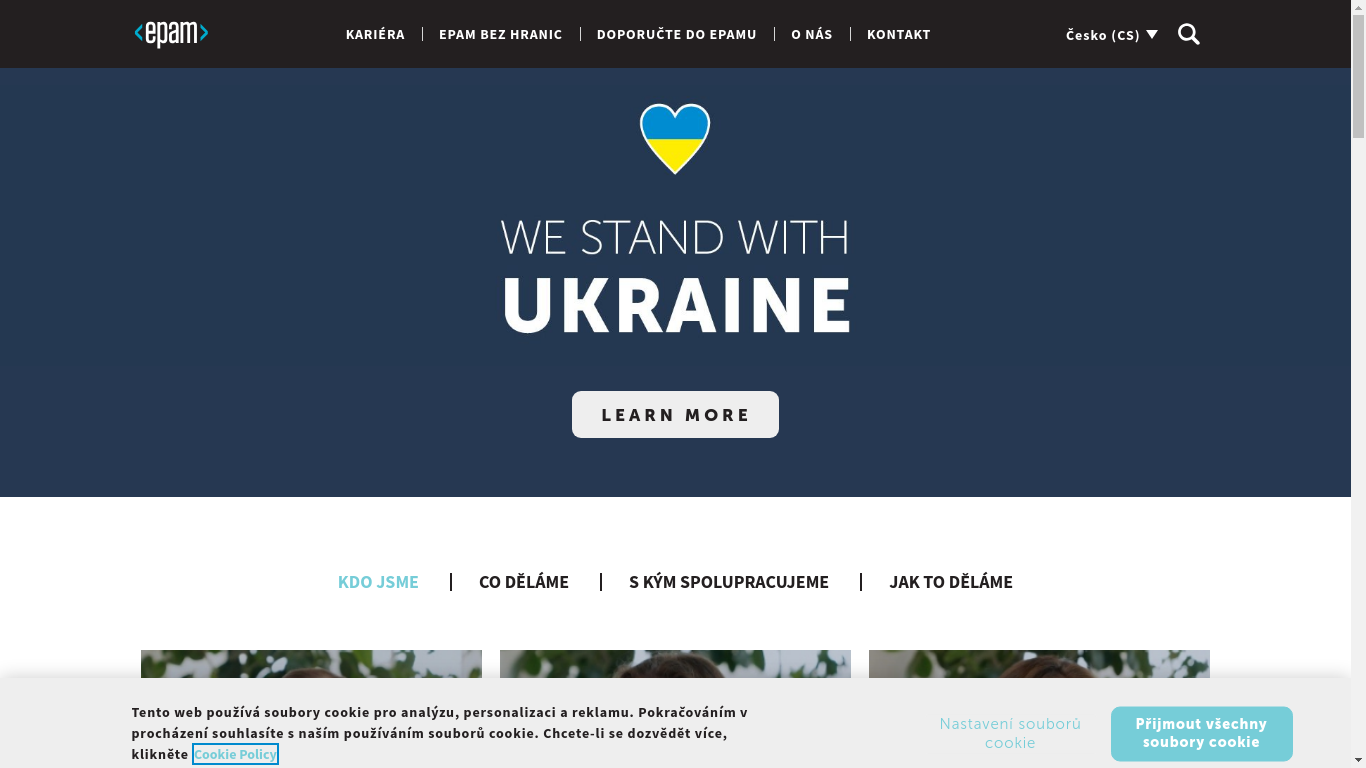 <epam>
KARIÉRA
EPAM BEZ HRANIC
DOPORUČTE DO EPAMU
O NÁS
KONTAKT
Česko (CS)
WE STAND WITH
UKRAINE
LEARN MORE
KDO JSME
CO DĚLÁME
S KÝM SPOLUPRACUJEME
JAK TO DĚLÁME
Tento web používá soubory cookie pro analýzu, personalizaci a reklamu. Pokračováním v
procházení souhlasíte s naším používáním souborů cookie. Chcete-li se dozvědět více,
klikněte Cookie Policy
Nastavení souborů
cookie
Přijmout všechny
soubory cookie